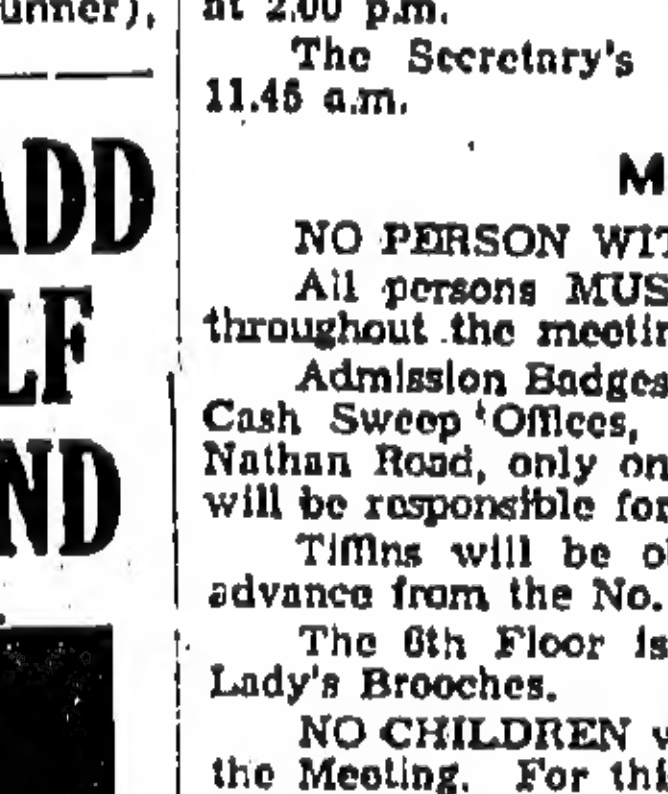 unner),
ADD
LF
ND
at 2.00 p.m.
The Secretary's
11.45 a.m.
M
NO PERSON WIT
All persons MUS
throughout the meetin
Admission Badges
Cash Sweep Offices,
Nathan Road, only on
will be responsible for
Tiffins will be o
advance from the No.
The 6th Floor is
Lady's Brooches.
NO CHILDREN w
the Meeting. For thi